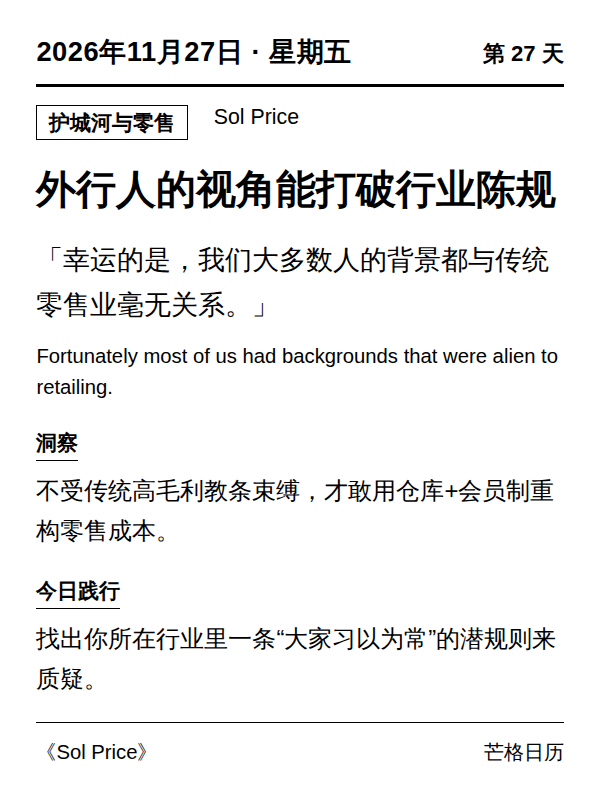 2026年11月27日 · 星期五
第 27 天
护城河与零售
Sol Price
外行人的视角能打破行业陈规
「幸运的是，我们大多数人的背景都与传统
零售业毫无关系。」
Fortunately most of us had backgrounds that were alien to
retailing.
洞察
不受传统高毛利教条束缚，才敢用仓库+会员制重
构零售成本。
今日践行
找出你所在行业里一条“大家习以为常”的潜规则来
质疑。
《Sol Price》
芒格日历